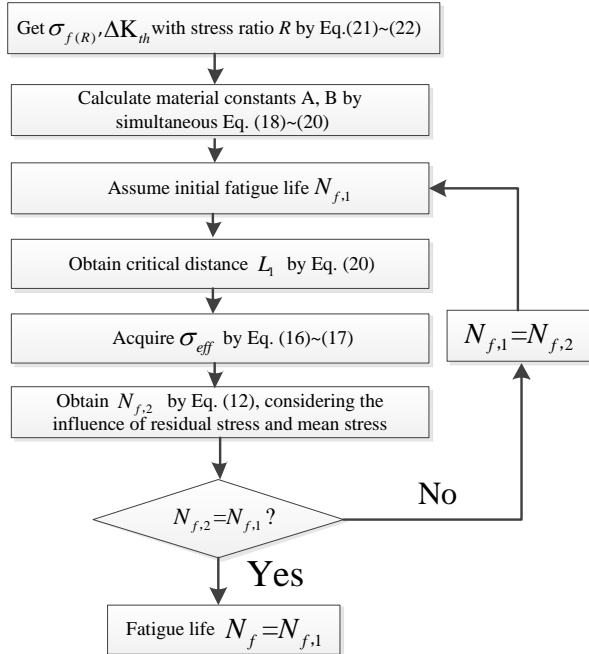 Get σf(R),ΔKth with stress ratio R by Eq.(21)~(22)
Calculate material constants A, B by
simultaneous Eq. (18)~(20)
Assume initial fatigue life Nf,1
Obtain critical distance L1 by Eq. (20)
Acquire σeff by Eq. (16)~(17)
Nf,1=Nf,2
Obtain Nf,2 by Eq. (12), considering the
influence of residual stress and mean stress
No
Nf,2=Nf,1 ?
Yes
Fatigue life Nf=Nf,1